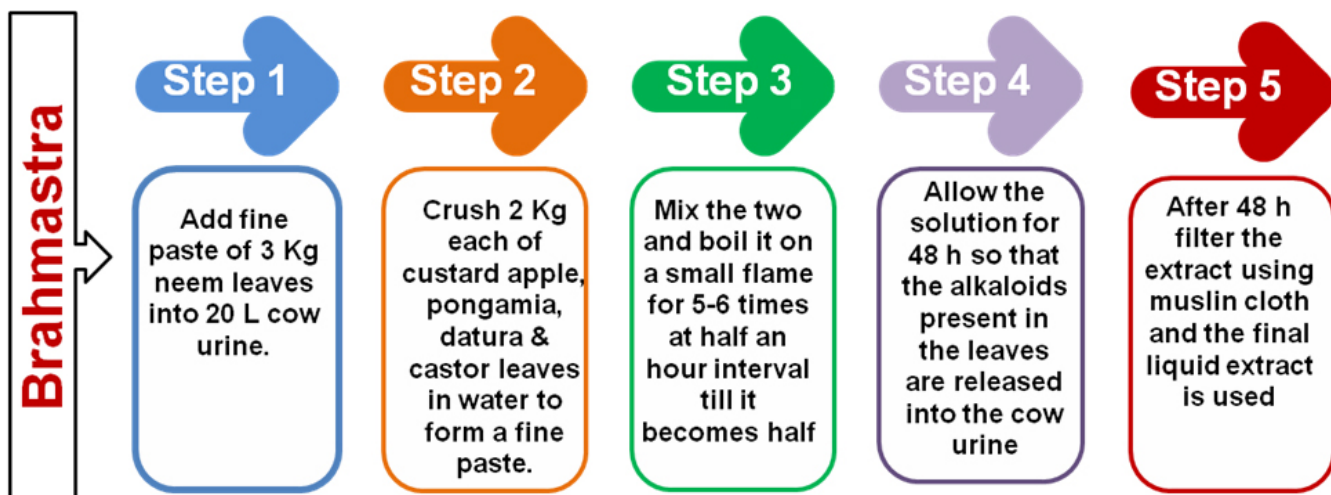 Brahmastra
Step 1
Add fine
paste of 3 Kg
neem leaves
into 20 L cow
urine.
Step 2
Crush 2 Kg
each of
custard apple,
pongamia,
datura &
castor leaves
in water to
form a fine
paste.
Step 3
Mix the two
and boil it on
a small flame
for 5-6 times
at half an
hour interval
till it
becomes half
Step 4
Allow the
solution for
48 h so that
the alkaloids
present in
the leaves
are released
into the cow
urine
Step 5
After 48 h
filter the
extract using
muslin cloth
and the final
liquid extract
is used